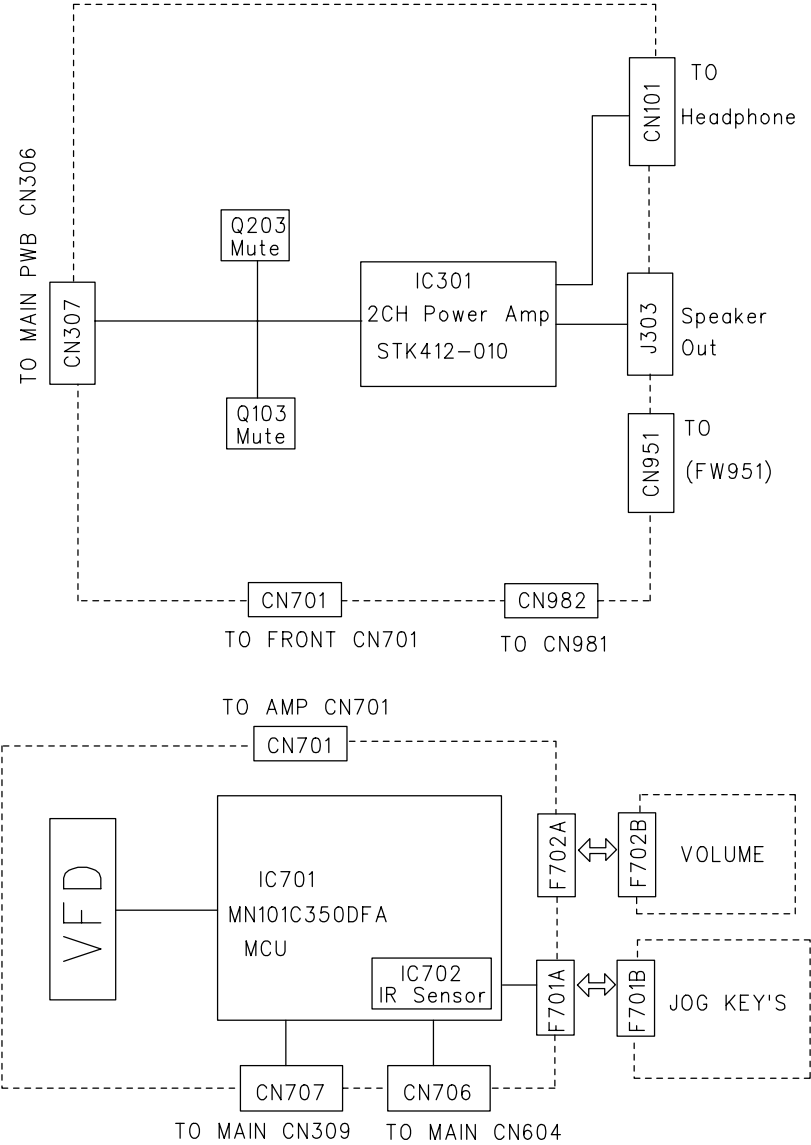 TO
CN101
Headphone
TO MAIN PWB CN306
Q203
Mute
CN307
IC301
2CH Power Amp
STK412-010
J303
Speaker
Out
Q103
Mute
CN951
TO
(FW951)
CN701
CN982
TO FRONT CN701
TO CN981
TO AMP CN701
CN701
VFD
IC701
MN101C350DFA
MCU
IC702
IR Sensor
F702A
F702B
VOLUME
F701A
F701B
JOG KEY'S
CN707
CN706
TO MAIN CN309
TO MAIN CN604